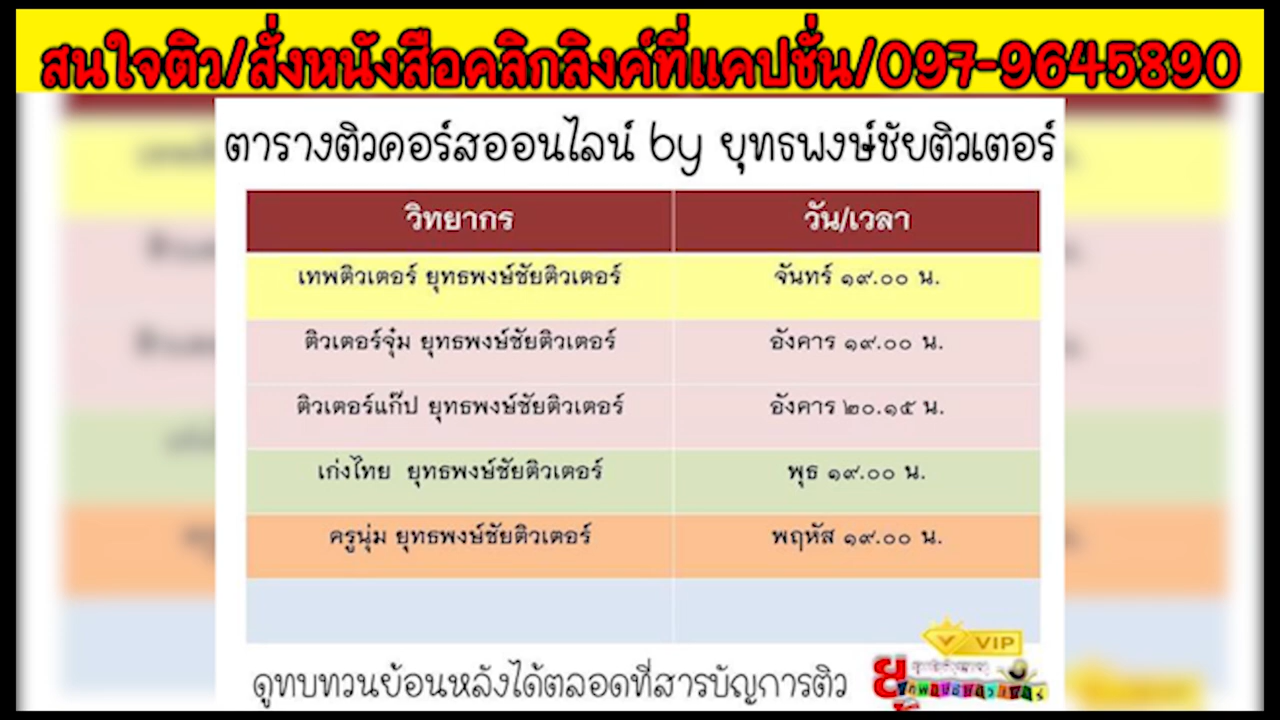 สนใจติว/สั่งหนังสือคลิกลิงค์ที่แคปชั่น/097-9645890
ตารางติวคอร์สออนไลน์ by ยุทธพงษ์ชัยติวเตอร์
วิทยากร วัน/เวลา
เทพติวเตอร์ ยุทธพงษ์ชัยติวเตอร์ จันทร์ ๑๙.๐๐ น.
ติวเตอร์จุ๋ม ยุทธพงษ์ชัยติวเตอร์ อังคาร ๑๙.๐๐ น.
ติวเตอร์แก๊ป ยุทธพงษ์ชัยติวเตอร์ อังคาร ๒๐.๑๕ น.
เก่งไทย ยุทธพงษ์ชัยติวเตอร์ พุธ ๑๙.๐๐ น.
ครูนุ่ม ยุทธพงษ์ชัยติวเตอร์ พฤหัส ๑๙.๐๐ น.
VIP
ดูทบทวนย้อนหลังได้ตลอดที่สารบัญการติว